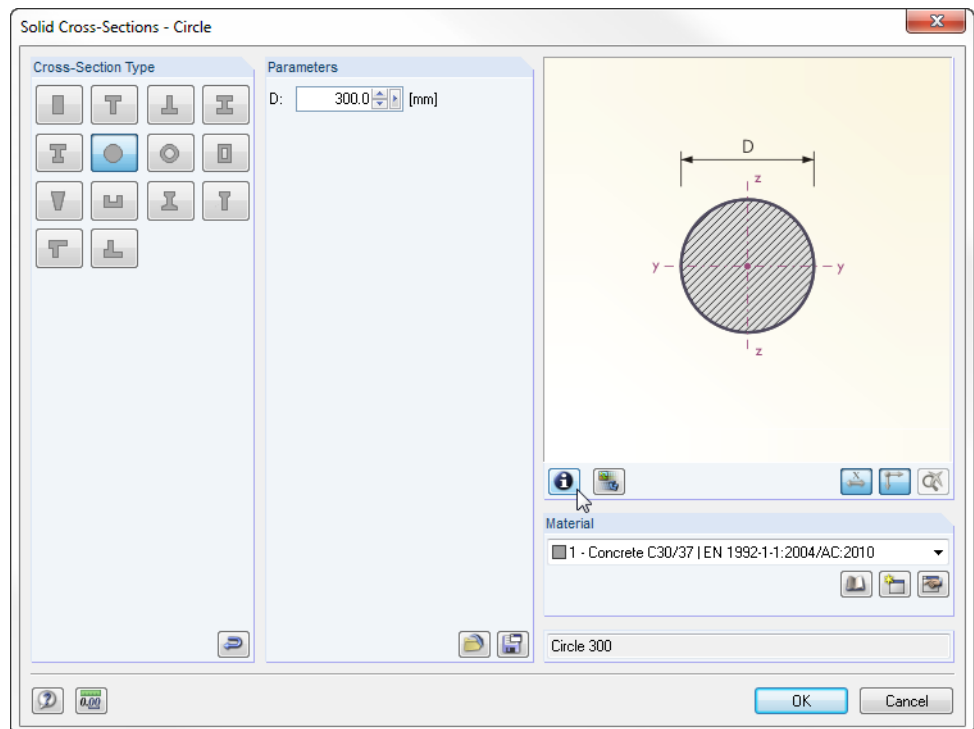 Solid Cross-Sections - Circle
Cross-Section Type
Parameters
D: 300.0 [mm]
D
z
y
y
z
X
Material
1 - Concrete C30/37 | EN 1992-1-1:2004/AC:2010
Circle 300
0.00
OK
Cancel